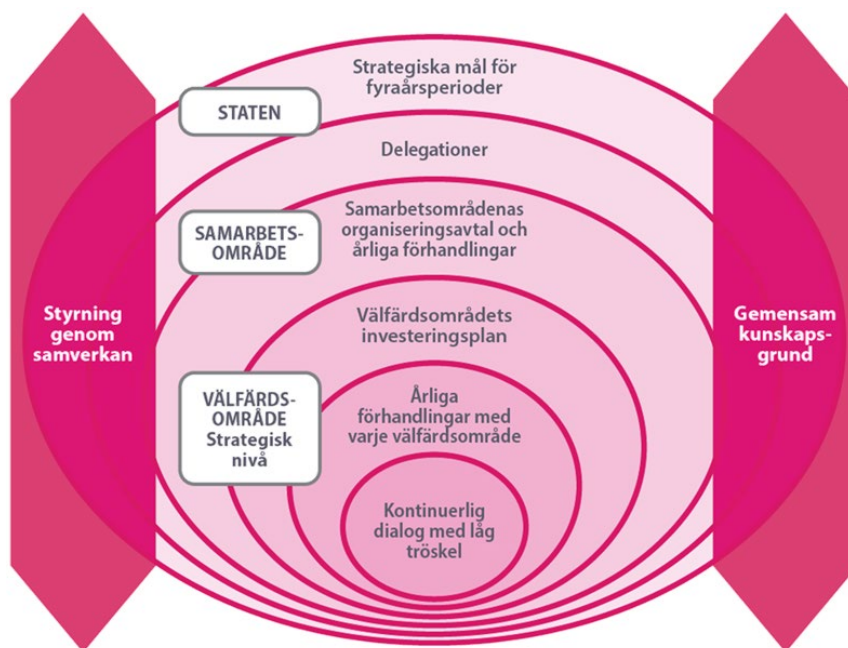 Strategiska mål för
fyraårsperioder
STATEN
Delegationer
SAMARBETS-
OMRÅDE
Samarbetsområdenas
organiseringsavtal och
årliga förhandlingar
Styrning
genom
samverkan
Välfärdsområdets
investeringsplan
Gemensam
kunskaps-
grund
VÄLFÄRDS-
OMRÅDE
Strategisk
nivå
Årliga
förhandlingar med
varje välfärdsområde
Kontinuerlig
dialog med låg
tröskel